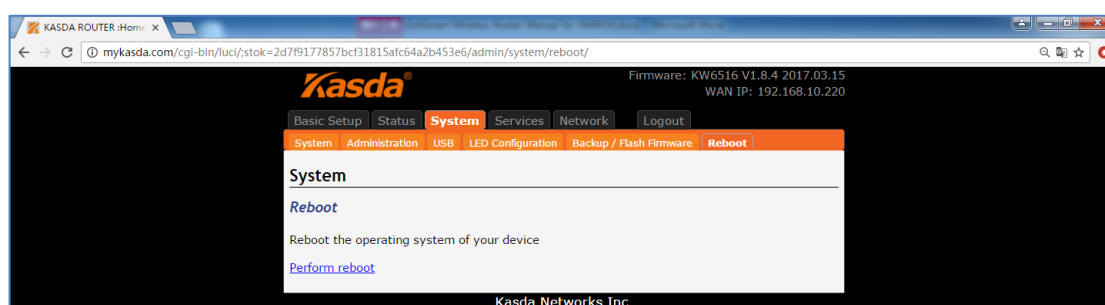 KASDA ROUTER :Home
mykasda.com/cgi-bin/luci/;stok=2d7f9177857bcf31815afc64a2b453e6/admin/system/reboot/
Kasda®
Firmware: KW6516 V1.8.4 2017.03.15
WAN IP: 192.168.10.220
Basic Setup Status System Services Network Logout
System Administration USB LED Configuration Backup / Flash Firmware Reboot
System
Reboot
Reboot the operating system of your device
Perform reboot
Kasda Networks Inc